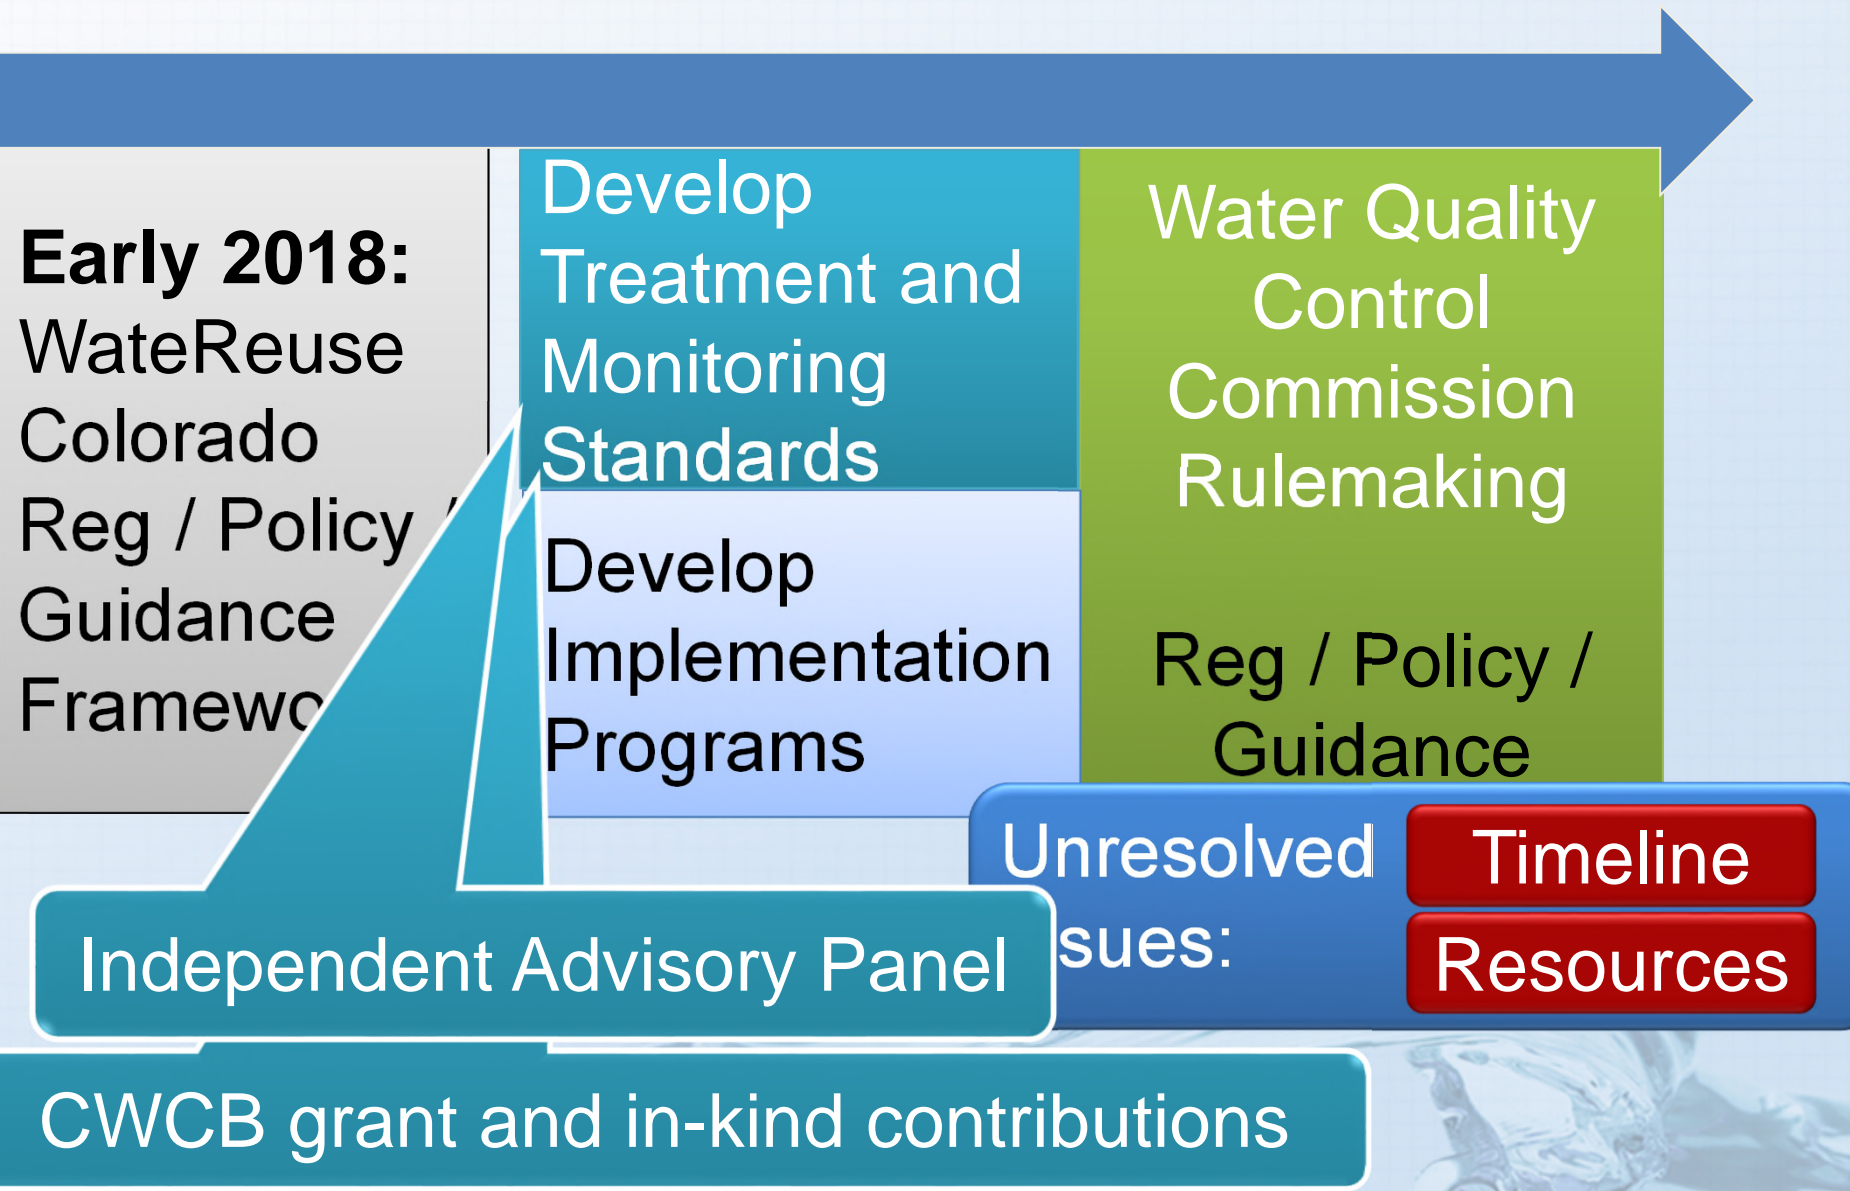 Early 2018:
WateReuse
Colorado
Reg / Policy /
Guidance
Framewo
Develop
Treatment and
Monitoring
Standards
Develop
Implementation
Programs
Water Quality
Control
Commission
Rulemaking
Reg / Policy /
Guidance
Unresolved
sues:
Timeline
Resources
Independent Advisory Panel
CWCB grant and in-kind contributions